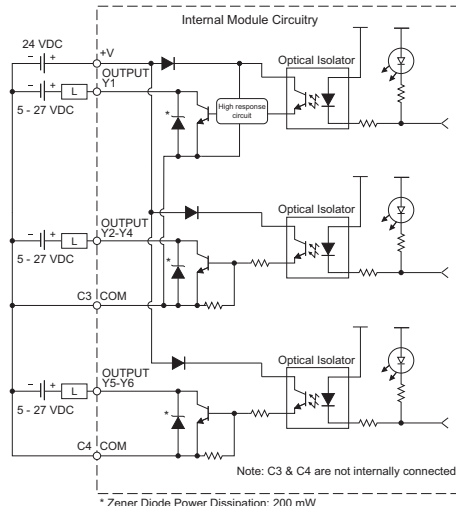 Internal Module Circuitry
24 VDC
- +
+V
Optical Isolator
OUTPUT
Y1
- +
L
*
High response
circuit
5 - 27 VDC
Optical Isolator
OUTPUT
Y2-Y4
- +
L
*
5 - 27 VDC
C3 COM
Optical Isolator
OUTPUT
Y5-Y6
- +
L
*
5 - 27 VDC
C4 COM
Note: C3 & C4 are not internally connected
* Zener Diode Power Dissipation: 200 mW